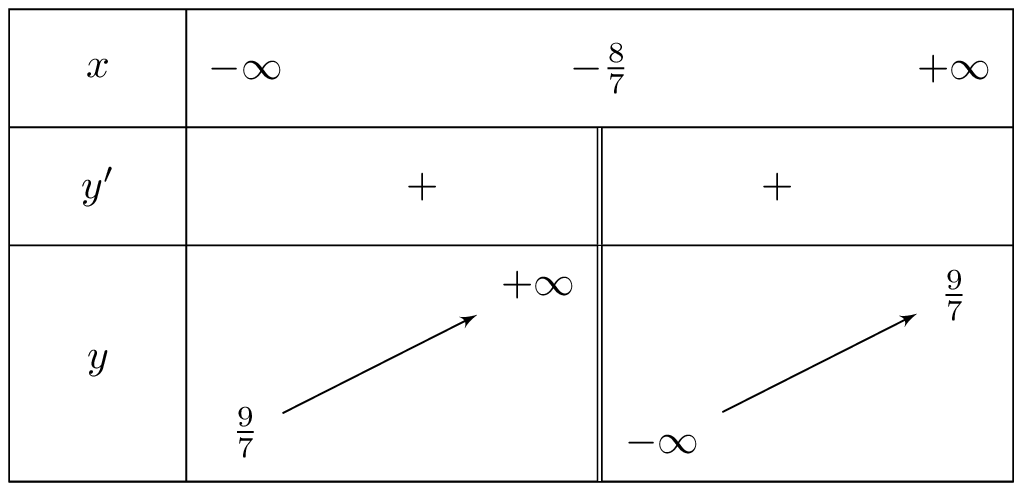 x −∞ −8/7 +∞
y′ + +
+∞ 9/7
y
9/7 −∞